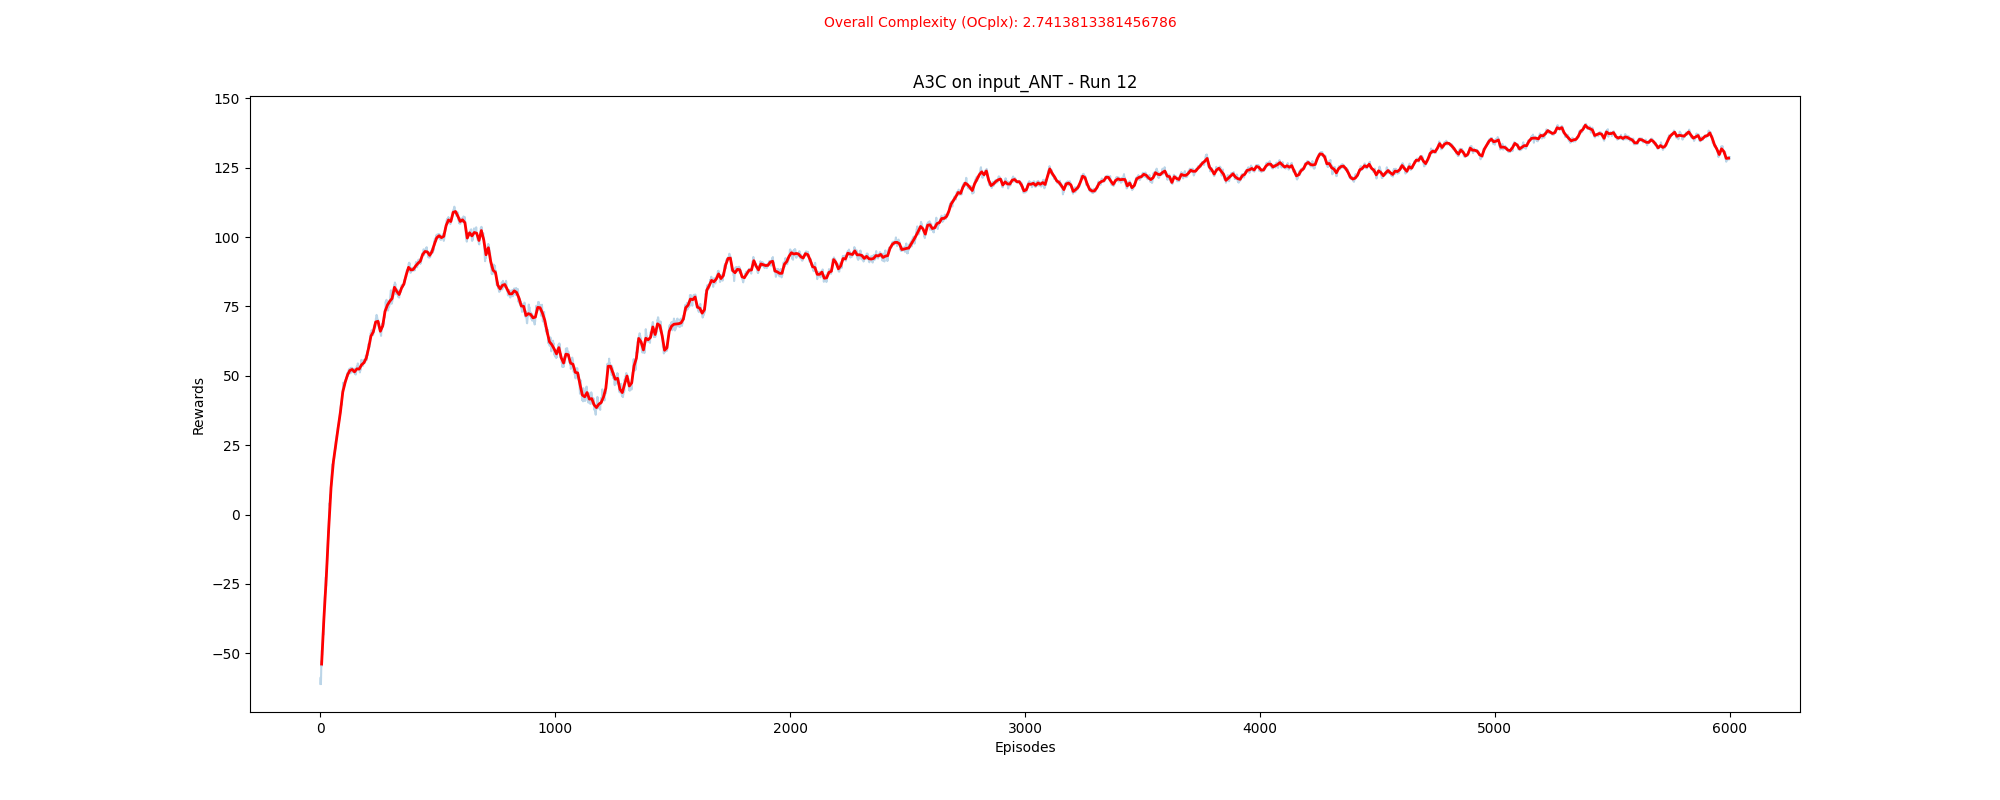 Overall Complexity (OCplx): 2.7413813381456786
A3C on input_ANT - Run 12
150
125
100
75
50
25
0
−25
−50
Rewards
0 1000 2000 3000 4000 5000 6000
Episodes